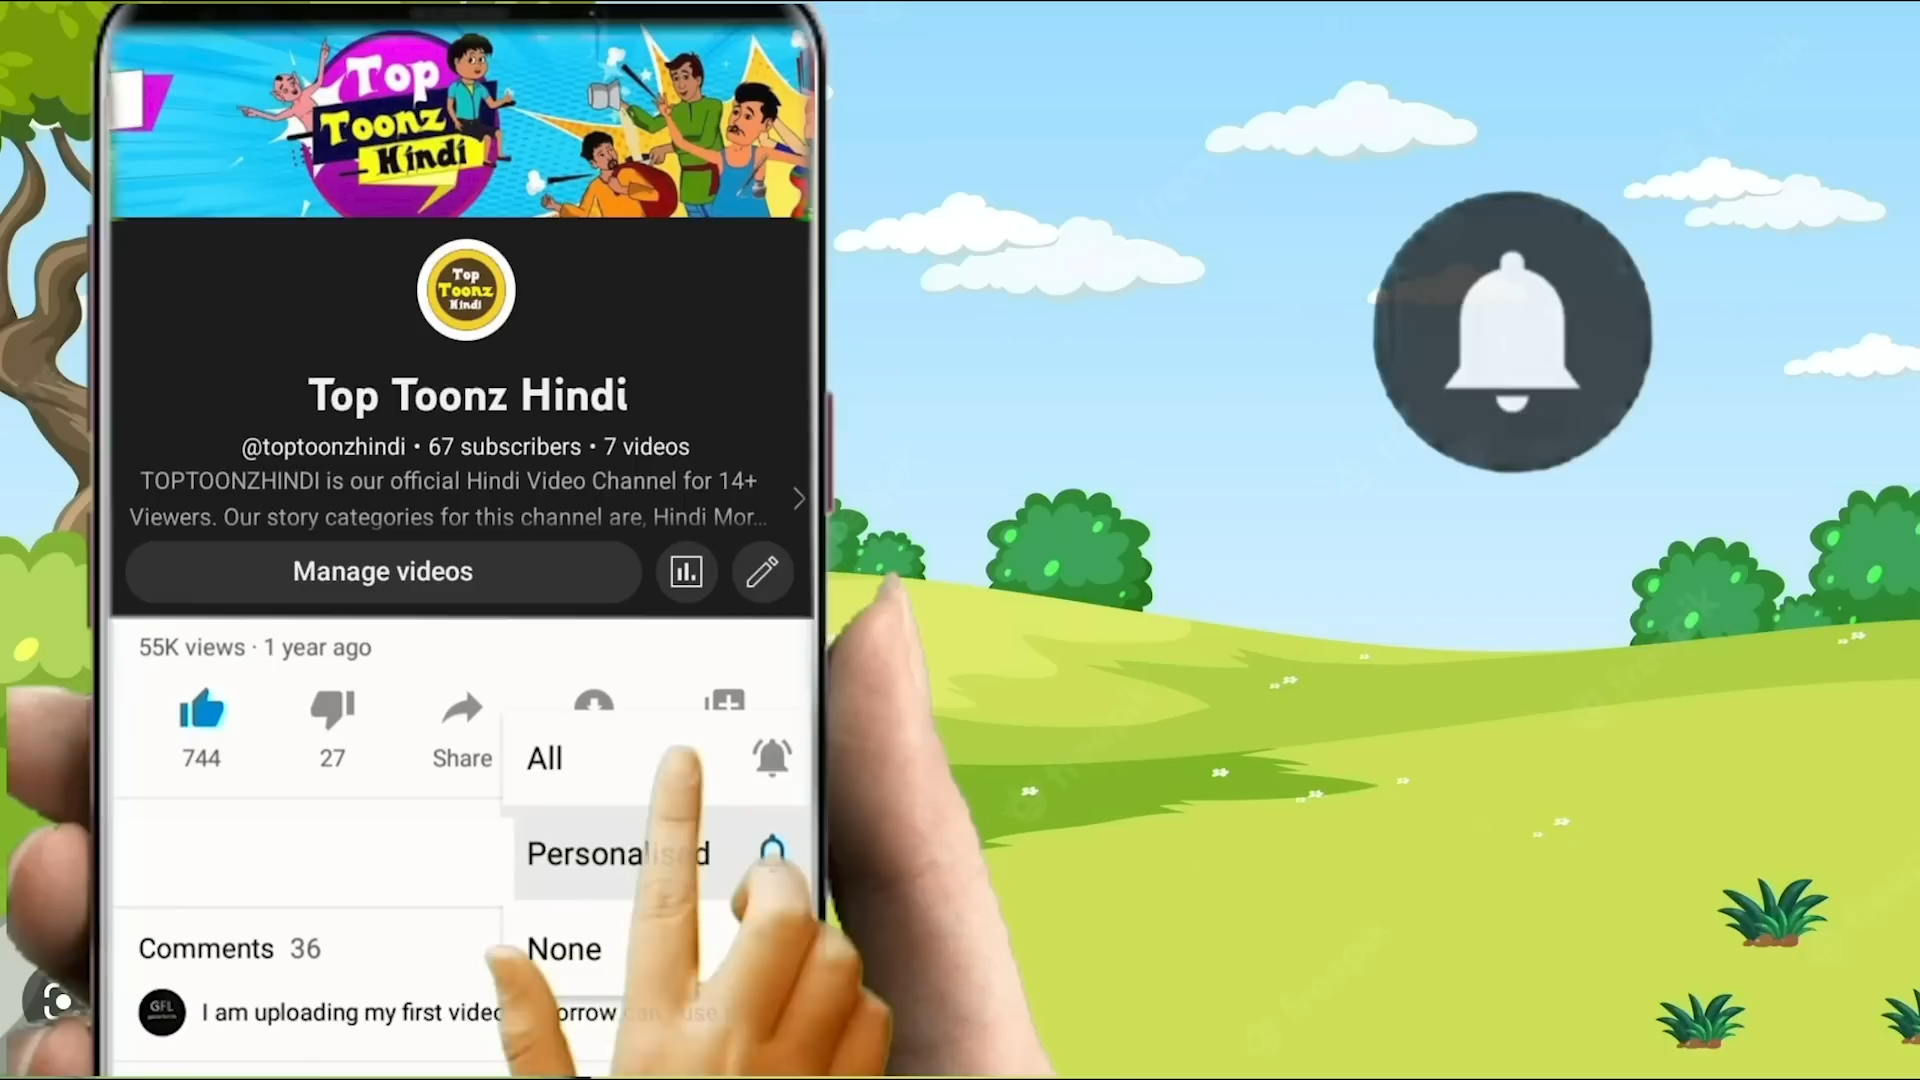 Top
Toonz
Hindi
Top
Toonz
Hindi
Top Toonz Hindi
@toptoonzhindi • 67 subscribers • 7 videos
TOPTOONZHINDI is our official Hindi Video Channel for 14+
Viewers. Our story categories for this channel are, Hindi Mor...
Manage videos
55K views · 1 year ago
744
27
Share
All
Personalised
None
Comments 36
GFL
I am uploading my first video